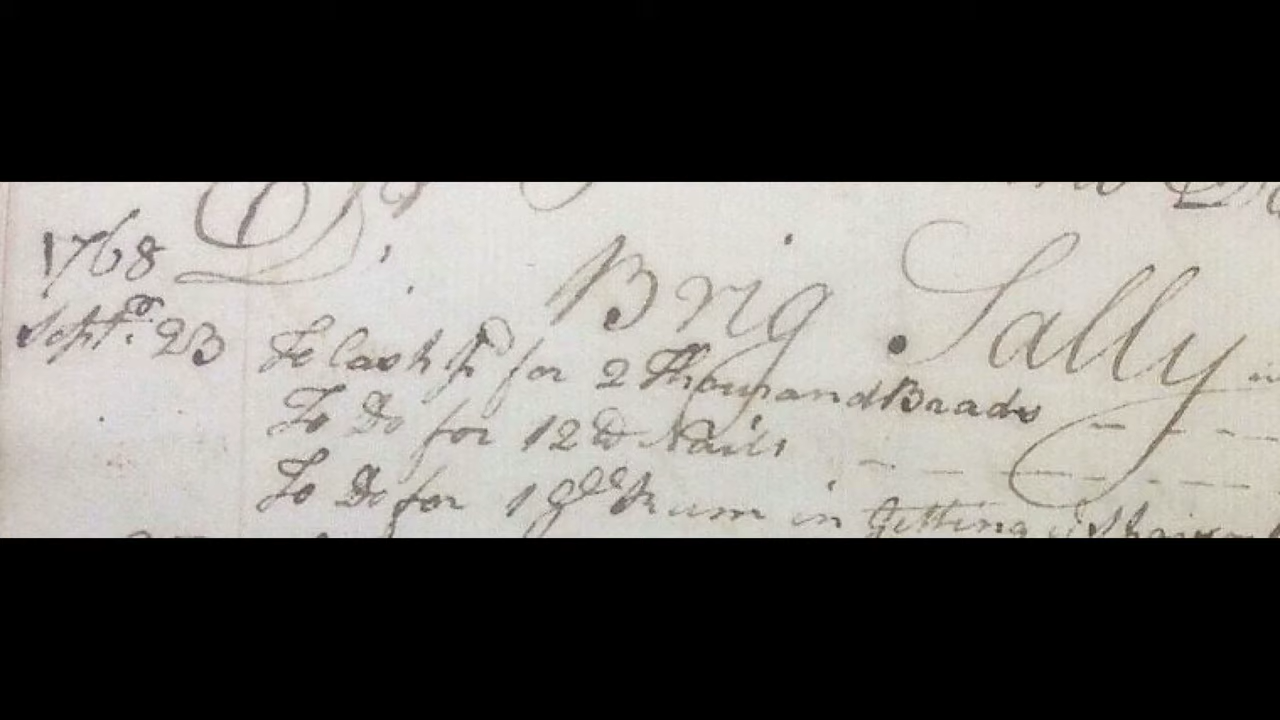 1768 Dr. Brig Sally
Septr. 23 To Cash pd for 2 Thousand Brads
To Do for 12d Nails
To Do for 1 gll Rum in getting